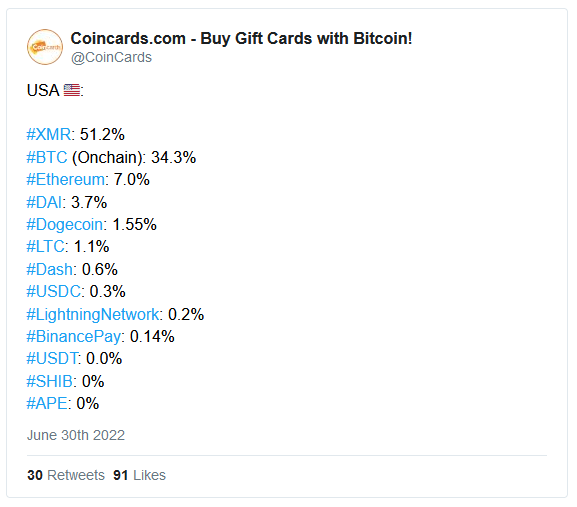 Coincards.com - Buy Gift Cards with Bitcoin!
@CoinCards
Coincards
USA 🇺🇸:
#XMR: 51.2%
#BTC (Onchain): 34.3%
#Ethereum: 7.0%
#DAI: 3.7%
#Dogecoin: 1.55%
#LTC: 1.1%
#Dash: 0.6%
#USDC: 0.3%
#LightningNetwork: 0.2%
#BinancePay: 0.14%
#USDT: 0.0%
#SHIB: 0%
#APE: 0%
June 30th 2022
30 Retweets 91 Likes